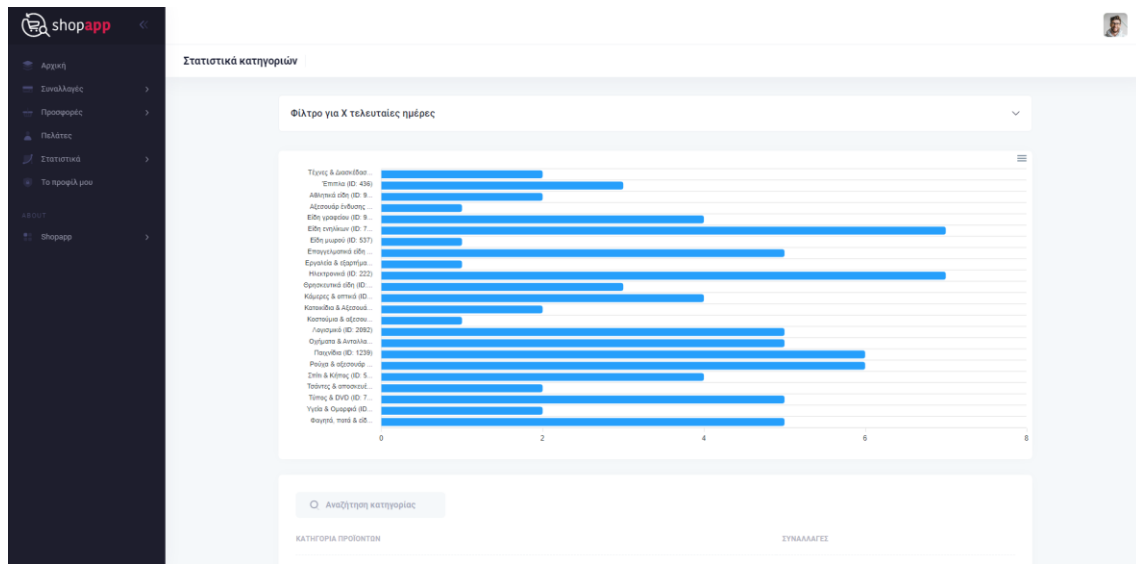 shopapp
Αρχική
Συναλλαγές
Προσφορές
Πελάτες
Στατιστικά
Το προφίλ μου
ABOUT
Shopapp
Στατιστικά κατηγοριών
Φίλτρο για X τελευταίες ημέρες
Τέχνες & Διασκέδασ...
Έπιπλα (ID: 436)
Αθλητικά είδη (ID: 9...
Αξεσουάρ ένδυσης ...
Είδη γραφείου (ID: 9...
Είδη ενηλίκων (ID: 7...
Είδη μωρού (ID: 537)
Επαγγελματικά είδη ...
Εργαλεία & εξαρτήμα...
Ηλεκτρονικά (ID: 222)
Θρησκευτικά είδη (ID:...
Κάμερες & οπτικά (ID...
Κατοικίδια & Αξεσουά...
Κοστούμια & αξεσου...
Λογισμικό (ID: 2092)
Οχήματα & Ανταλλα...
Παιχνίδια (ID: 1239)
Ρούχα & αξεσουάρ ...
Σπίτι & Κήπος (ID: 5...
Τσάντες & αποσκευέ...
Τύπος & DVD (ID: 7...
Υγεία & Ομορφιά (ID...
Φαγητά, ποτά & είδ...
0 2 4 6 8
Αναζήτηση κατηγορίας
ΚΑΤΗΓΟΡΙΑ ΠΡΟΪΟΝΤΩΝ ΣΥΝΑΛΛΑΓΕΣ